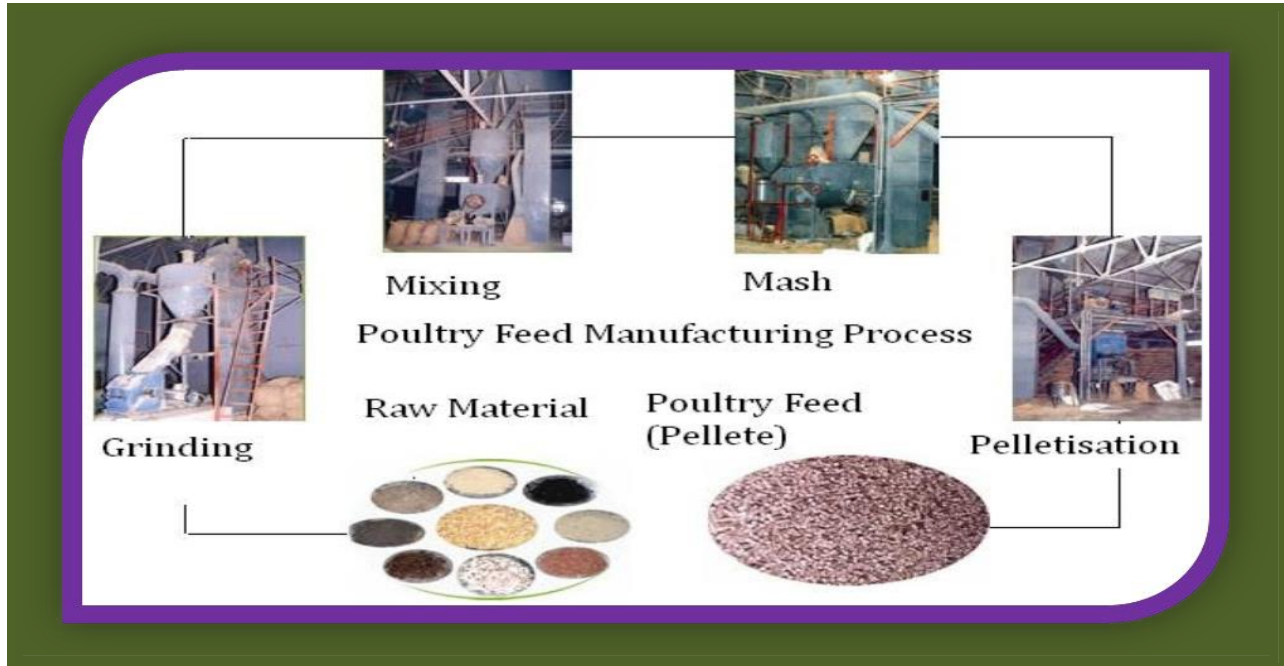 Mixing
Mash
Poultry Feed Manufacturing Process
Raw Material
Poultry Feed
(Pellete)
Grinding
Pelletisation